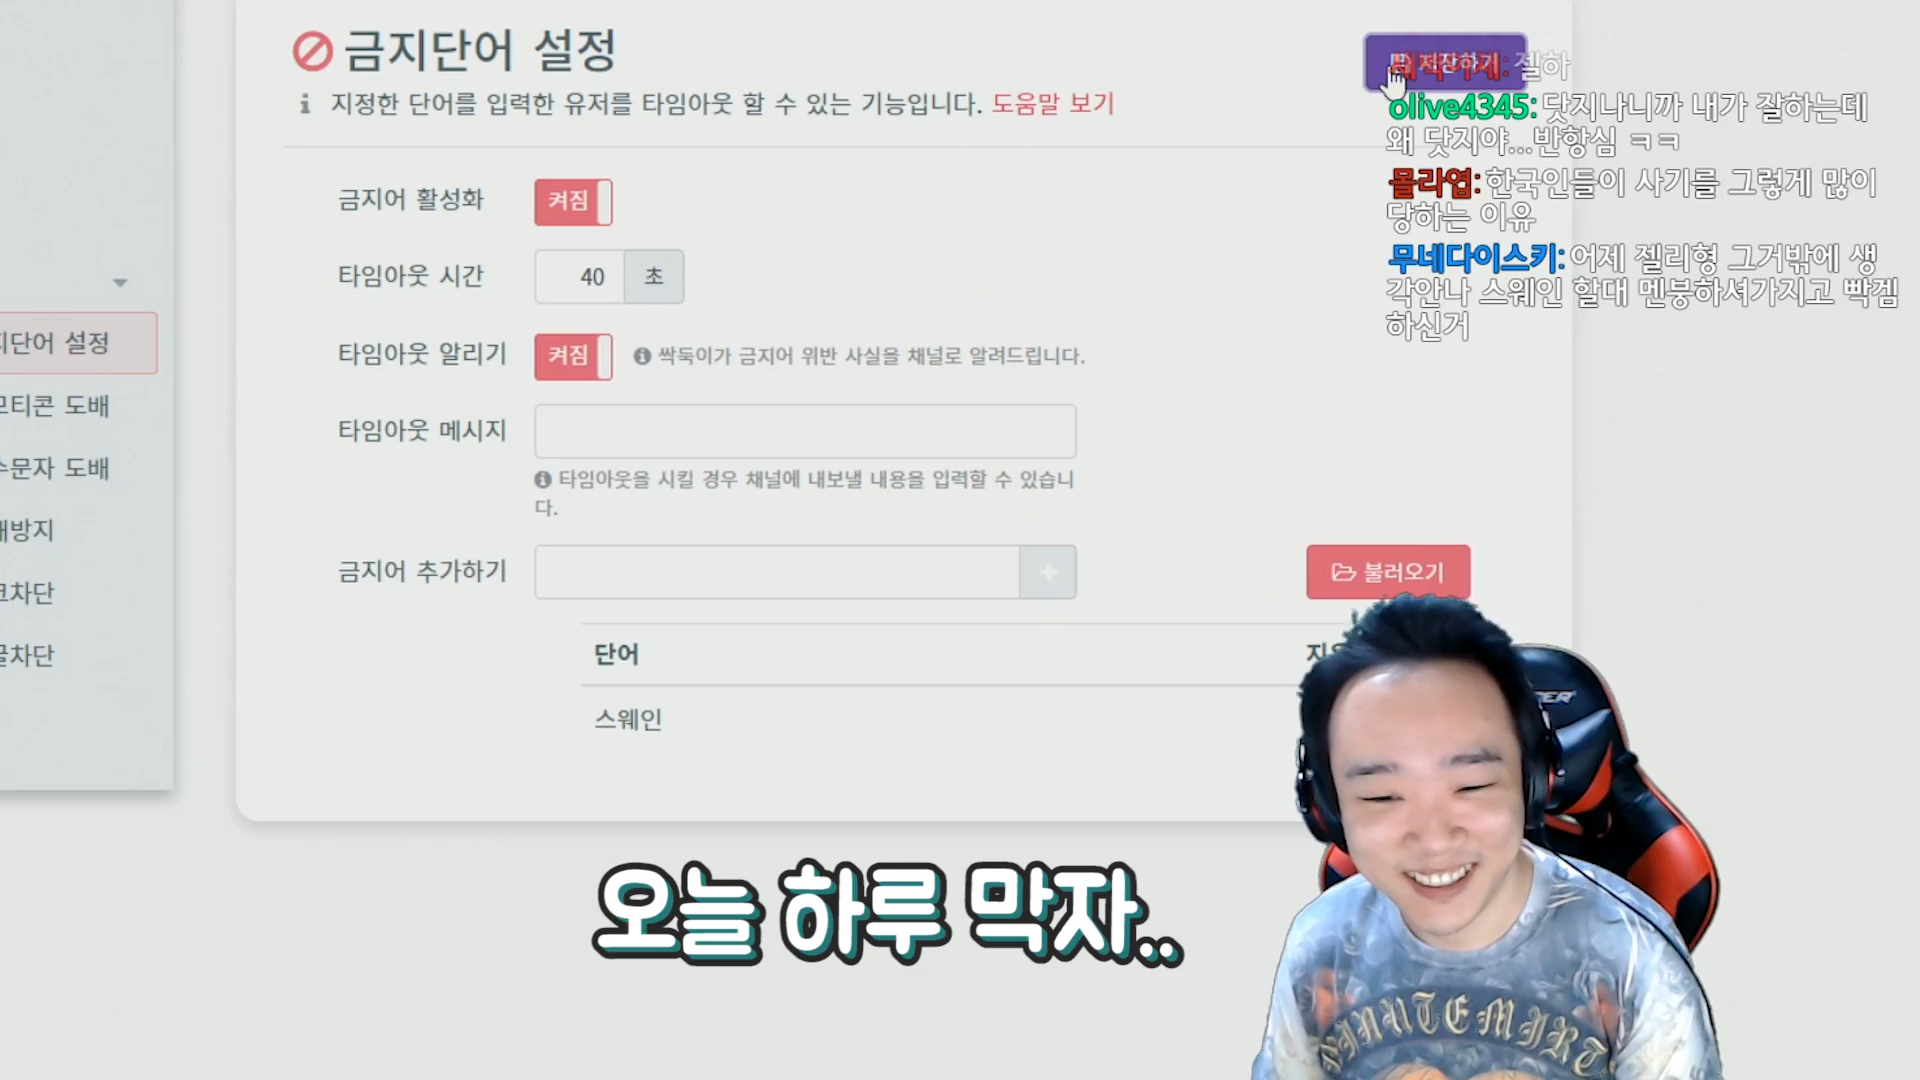 금지단어 설정
지정한 단어를 입력한 유저를 타임아웃 할 수 있는 기능입니다. 도움말 보기
저장하기
금지어 활성화 켜짐
타임아웃 시간 40 초
타임아웃 알리기 켜짐 싹둑이가 금지어 위반 사실을 채널로 알려드립니다.
타임아웃 메시지
타임아웃을 시킬 경우 채널에 내보낼 내용을 입력할 수 있습니
다.
금지어 추가하기 + 불러오기
단어
스웨인
단어 설정
티콘 도배
문자 도배
방지
차단
차단
: 젤하
olive4345: 닷지나니까 내가 잘하는데
왜 닷지야...반항심 ㅋㅋ
몰라엽: 한국인들이 사기를 그렇게 많이
당하는 이유
무네다이스키: 어제 젤리형 그거밖에 생
각안나 스웨인 할대 멘붕하셔가지고 빡겜
하신거
오늘 하루 막자..